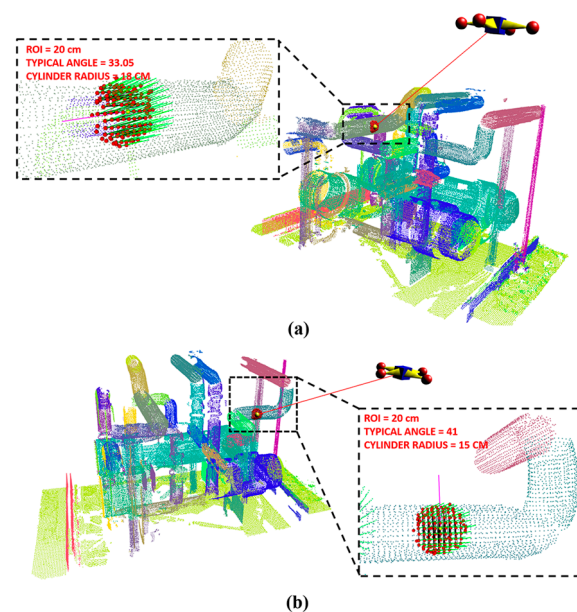 ROI = 20 cm
TYPICAL ANGLE = 33.05
CYLINDER RADIUS = 18 CM
(a)
ROI = 20 cm
TYPICAL ANGLE = 41
CYLINDER RADIUS = 15 CM
(b)